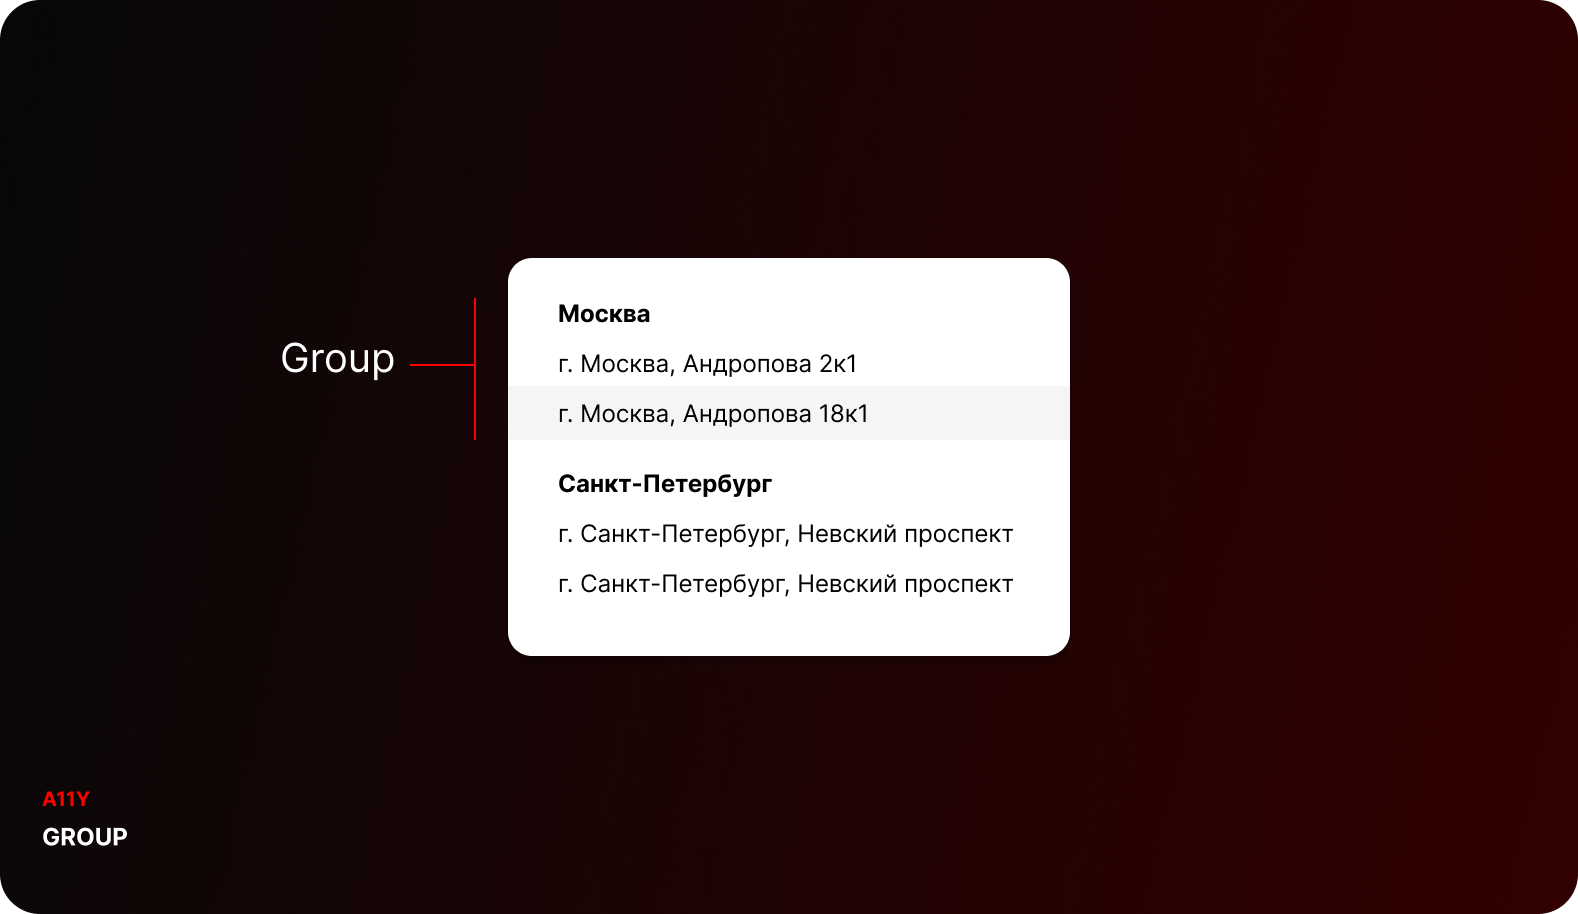 Group
Москва
г. Москва, Андропова 2к1
г. Москва, Андропова 18к1
Санкт-Петербург
г. Санкт-Петербург, Невский проспект
г. Санкт-Петербург, Невский проспект
A11Y
GROUP